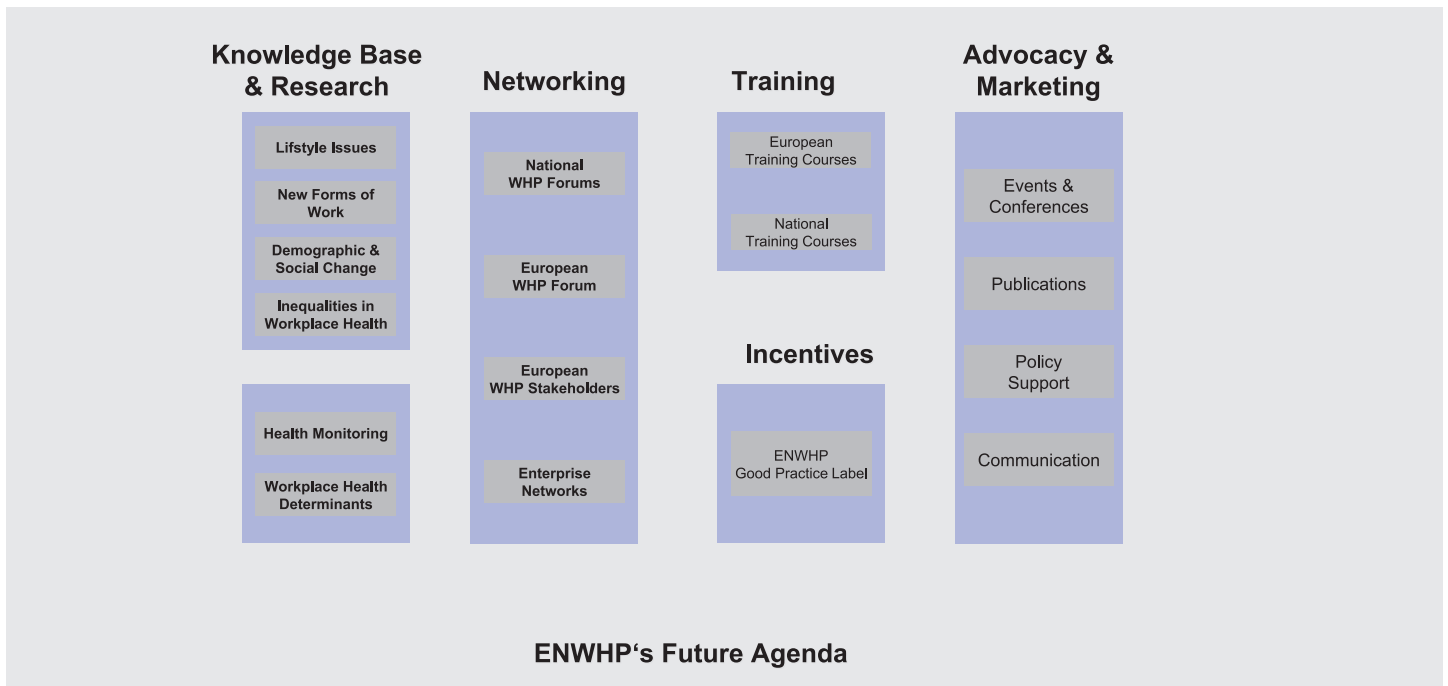 Knowledge Base
& Research
Lifstyle Issues
New Forms of
Work
Demographic &
Social Change
Inequalities in
Workplace Health
Health Monitoring
Workplace Health
Determinants
Networking
National
WHP Forums
European
WHP Forum
European
WHP Stakeholders
Enterprise
Networks
Training
European
Training Courses
National
Training Courses
Incentives
ENWHP
Good Practice Label
Advocacy &
Marketing
Events &
Conferences
Publications
Policy
Support
Communication
ENWHP‘s Future Agenda